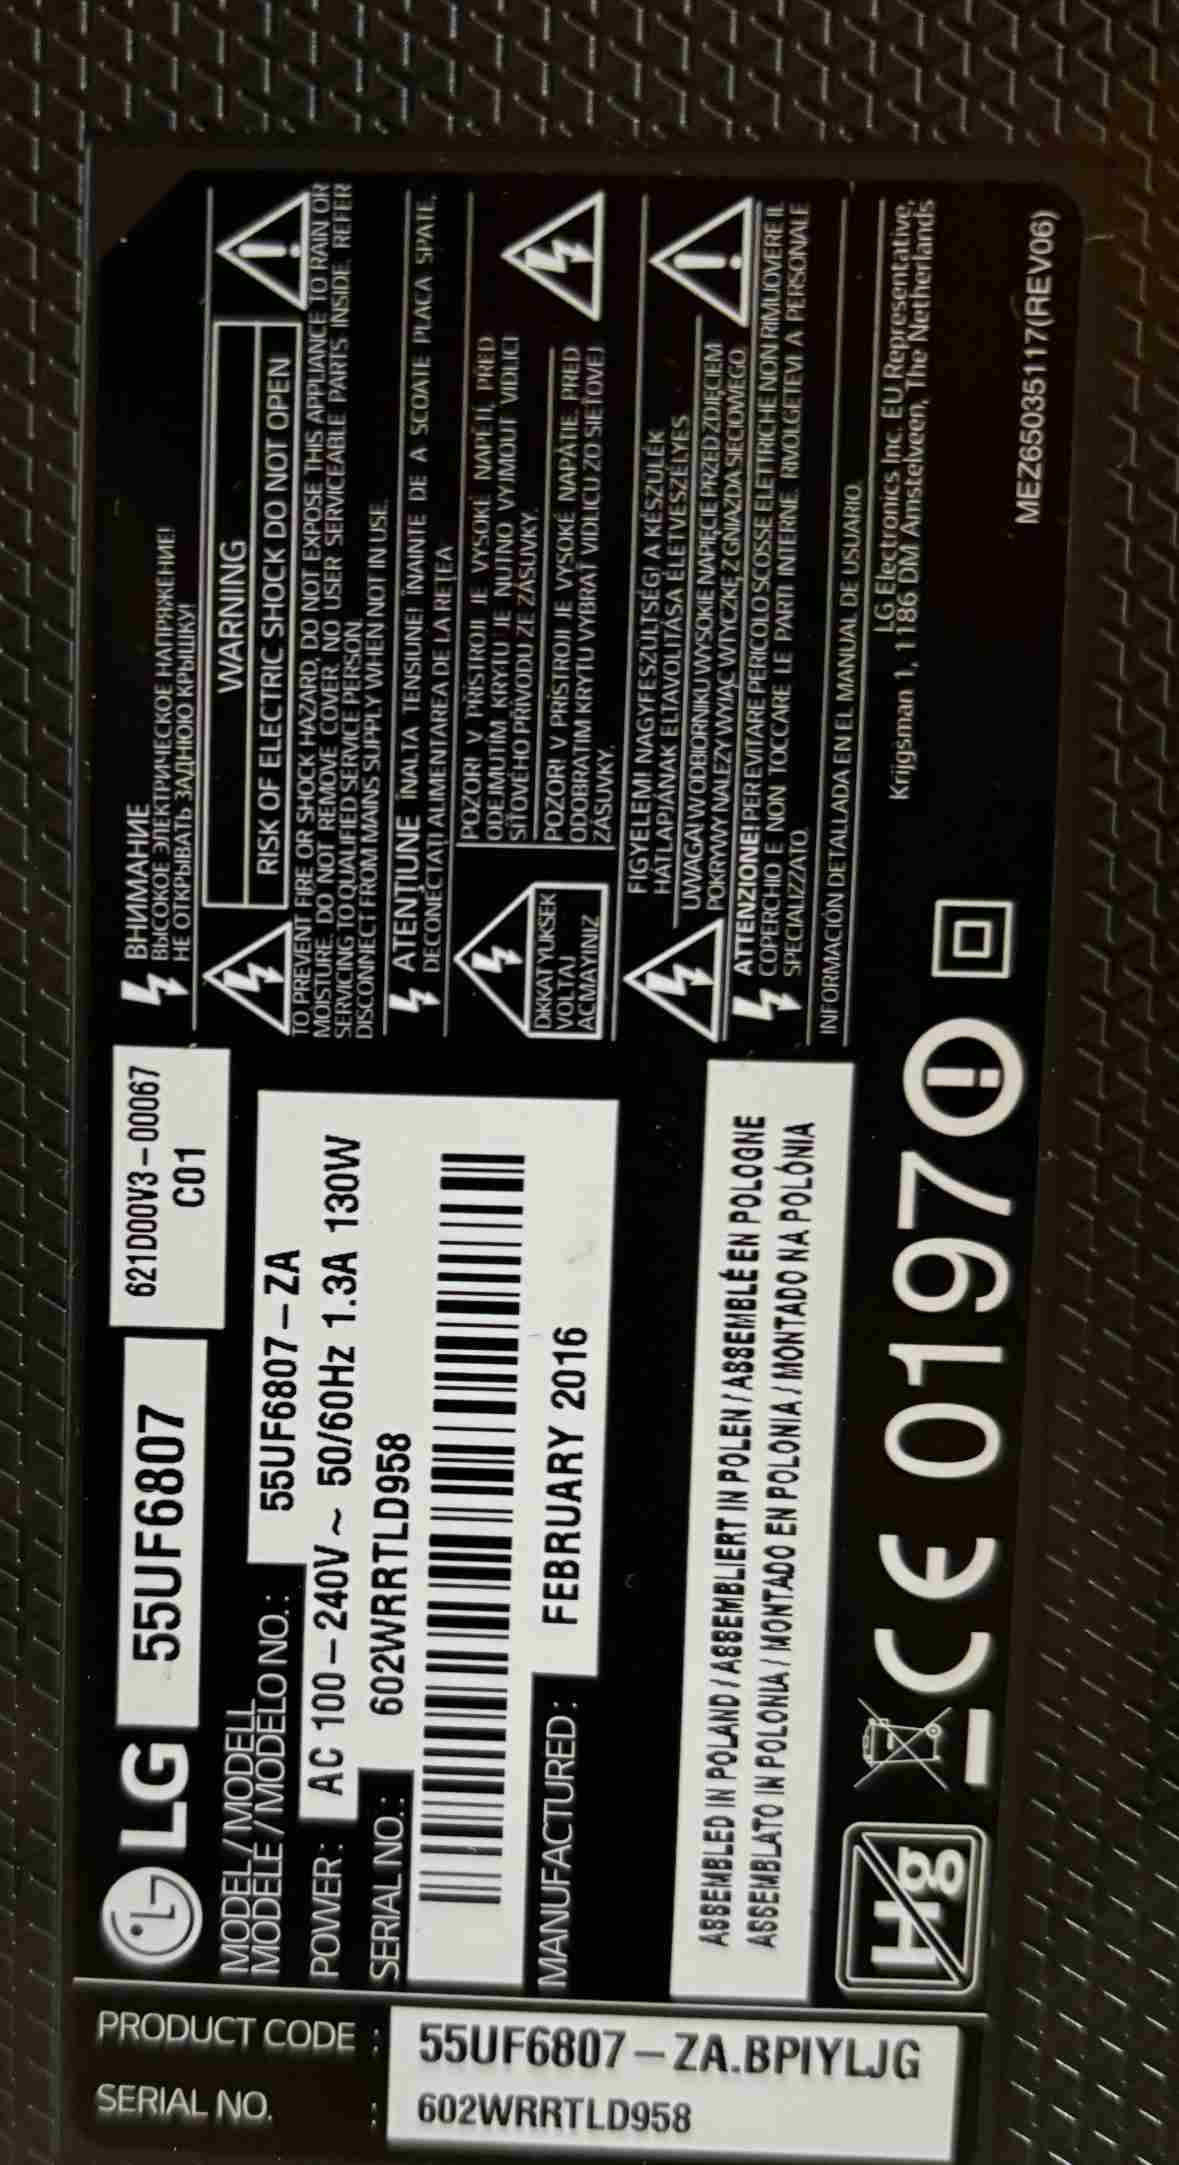 LG 55UF6807
621D00V3-00067
C01
MODEL / MODELL
MODELE / MODELO NO. :
55UF6807-ZA
POWER : AC 100-240V ~ 50/60Hz 1.3A 130W
SERIAL NO. : 602WRRTLD958
MANUFACTURED : FEBRUARY 2016
ASSEMBLED IN POLAND / ASSEMBLIERT IN POLEN / ASSEMBLÉ EN POLOGNE
ASSEMBLATO IN POLONIA / MONTADO EN POLONIA / MONTADO NA POLÓNIA
Hg
CE 0197
ВНИМАНИЕ
ВЫСОКОЕ ЭЛЕКТРИЧЕСКОЕ НАПРЯЖЕНИЕ!
НЕ ОТКРЫВАТЬ ЗАДНЮЮ КРЫШКУ!
WARNING
RISK OF ELECTRIC SHOCK DO NOT OPEN
TO PREVENT FIRE OR SHOCK HAZARD, DO NOT EXPOSE THIS APPLIANCE TO RAIN OR
MOISTURE. DO NOT REMOVE COVER. NO USER SERVICEABLE PARTS INSIDE. REFER
SERVICING TO QUALIFIED SERVICE PERSON.
DISCONNECT FROM MAINS SUPPLY WHEN NOT IN USE.
ATENŢIUNE ÎNALTA TENSIUNE! ÎNAINTE DE A SCOATE PLACA SPATE,
DECONECTAŢI ALIMENTAREA DE LA REŢEA
DIKKAT YUKSEK
VOLTAJ
ACMAYINIZ
POZOR! V PŘÍSTROJI JE VYSOKÉ NAPĚTÍ, PŘED
ODEJMUTÍM KRYTU JE NUTNO VYJMOUT VIDLICI
SÍŤOVÉHO PŘÍVODU ZE ZÁSUVKY.
POZOR! V PRÍSTROJI JE VYSOKÉ NAPÄTIE. PRED
ODOBRATIM KRYTU VYBRAŤ VIDLICU ZO SIEŤOVEJ
ZÁSUVKY.
FIGYELEM! NAGYFESZÜLTSÉG! A KÉSZÜLÉK
HÁTLAPJÁNAK ELTÁVOLÍTÁSA ÉLETVESZÉLYES
UWAGA! W ODBIORNIKU WYSOKIE NAPIĘCIE PRZED ZDJĘCIEM
POKRYWY NALEŻY WYJĄĆ WTYCZKĘ Z GNIAZDA SIECIOWEGO
ATTENZIONE! PER EVITARE PERICOLO SCOSSE ELETTRICHE NON RIMUOVERE IL
COPERCHIO E NON TOCCARE LE PARTI INTERNE. RIVOLGETEVI A PERSONALE
SPECIALIZZATO.
INFORMACIÓN DETALLADA EN EL MANUAL DE USUARIO.
LG Electronics Inc. EU Representative,
Krijgsman 1, 1186 DM Amstelveen, The Netherlands
MEZ65035117(REV06)
PRODUCT CODE : 55UF6807-ZA.BPIYLJG
SERIAL NO. : 602WRRTLD958